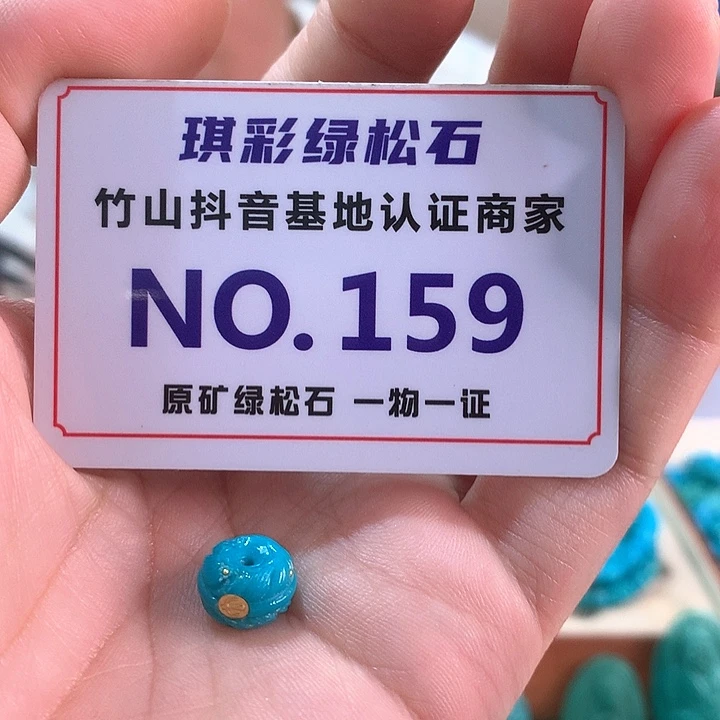 琪彩绿松石
竹山抖音基地认证商家
NO.159
原矿绿松石 一物一证